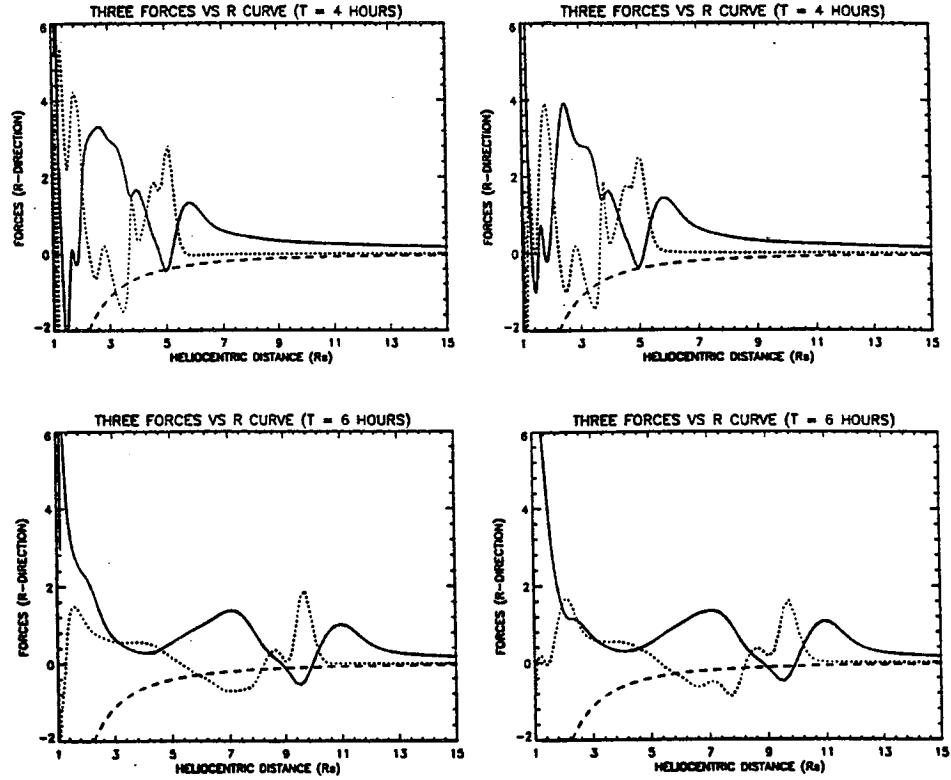 THREE FORCES VS R CURVE (T = 4 HOURS)
6
4
2
0
-2
FORCES (R-DIRECTION)
1 3 5 7 9 11 13 15
HELIOCENTRIC DISTANCE (Rs)
THREE FORCES VS R CURVE (T = 4 HOURS)
6
4
2
0
-2
FORCES (R-DIRECTION)
1 3 5 7 9 11 13 15
HELIOCENTRIC DISTANCE (Rs)
THREE FORCES VS R CURVE (T = 6 HOURS)
6
4
2
0
-2
FORCES (R-DIRECTION)
1 3 5 7 9 11 13 15
HELIOCENTRIC DISTANCE (Rs)
THREE FORCES VS R CURVE (T = 6 HOURS)
6
4
2
0
-2
FORCES (R-DIRECTION)
1 3 5 7 9 11 13 15
HELIOCENTRIC DISTANCE (Rs)